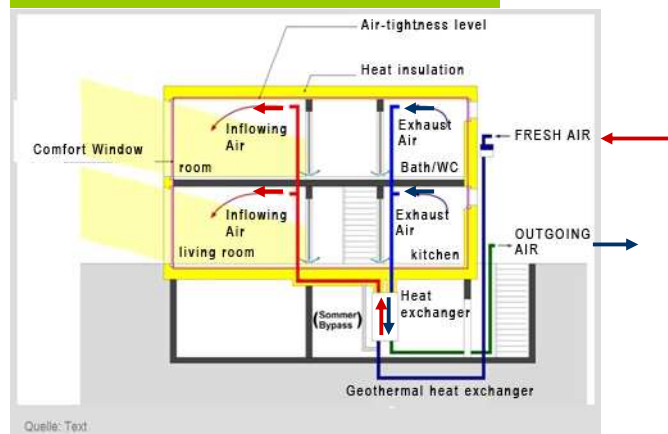 Air-tightness level
Heat insulation
Inflowing
Air
Exhaust
Air
FRESH AIR
Comfort Window
room
Bath/WC
Inflowing
Air
Exhaust
Air
OUTGOING
AIR
living room
kitchen
Heat
exchanger
(Sommer
Bypass)
Geothermal heat exchanger
Quelle: Text